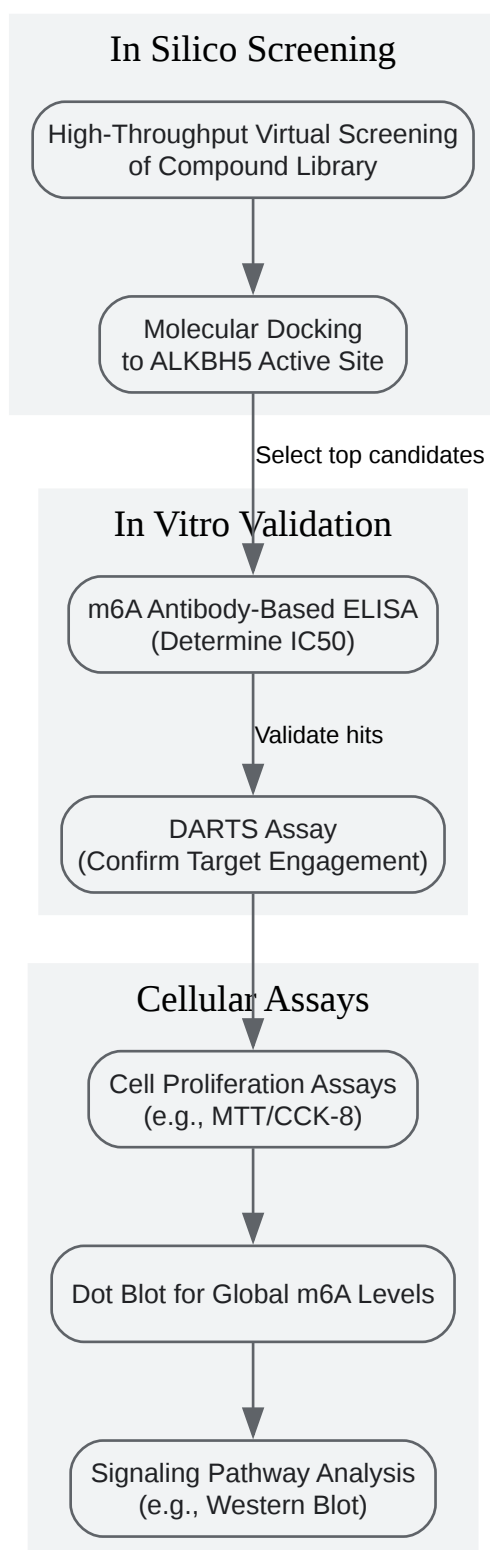 In Silico Screening
High-Throughput Virtual Screening
of Compound Library
Molecular Docking
to ALKBH5 Active Site
Select top candidates
In Vitro Validation
m6A Antibody-Based ELISA
(Determine IC50)
Validate hits
DARTS Assay
(Confirm Target Engagement)
Cellular Assays
Cell Proliferation Assays
(e.g., MTT/CCK-8)
Dot Blot for Global m6A Levels
Signaling Pathway Analysis
(e.g., Western Blot)